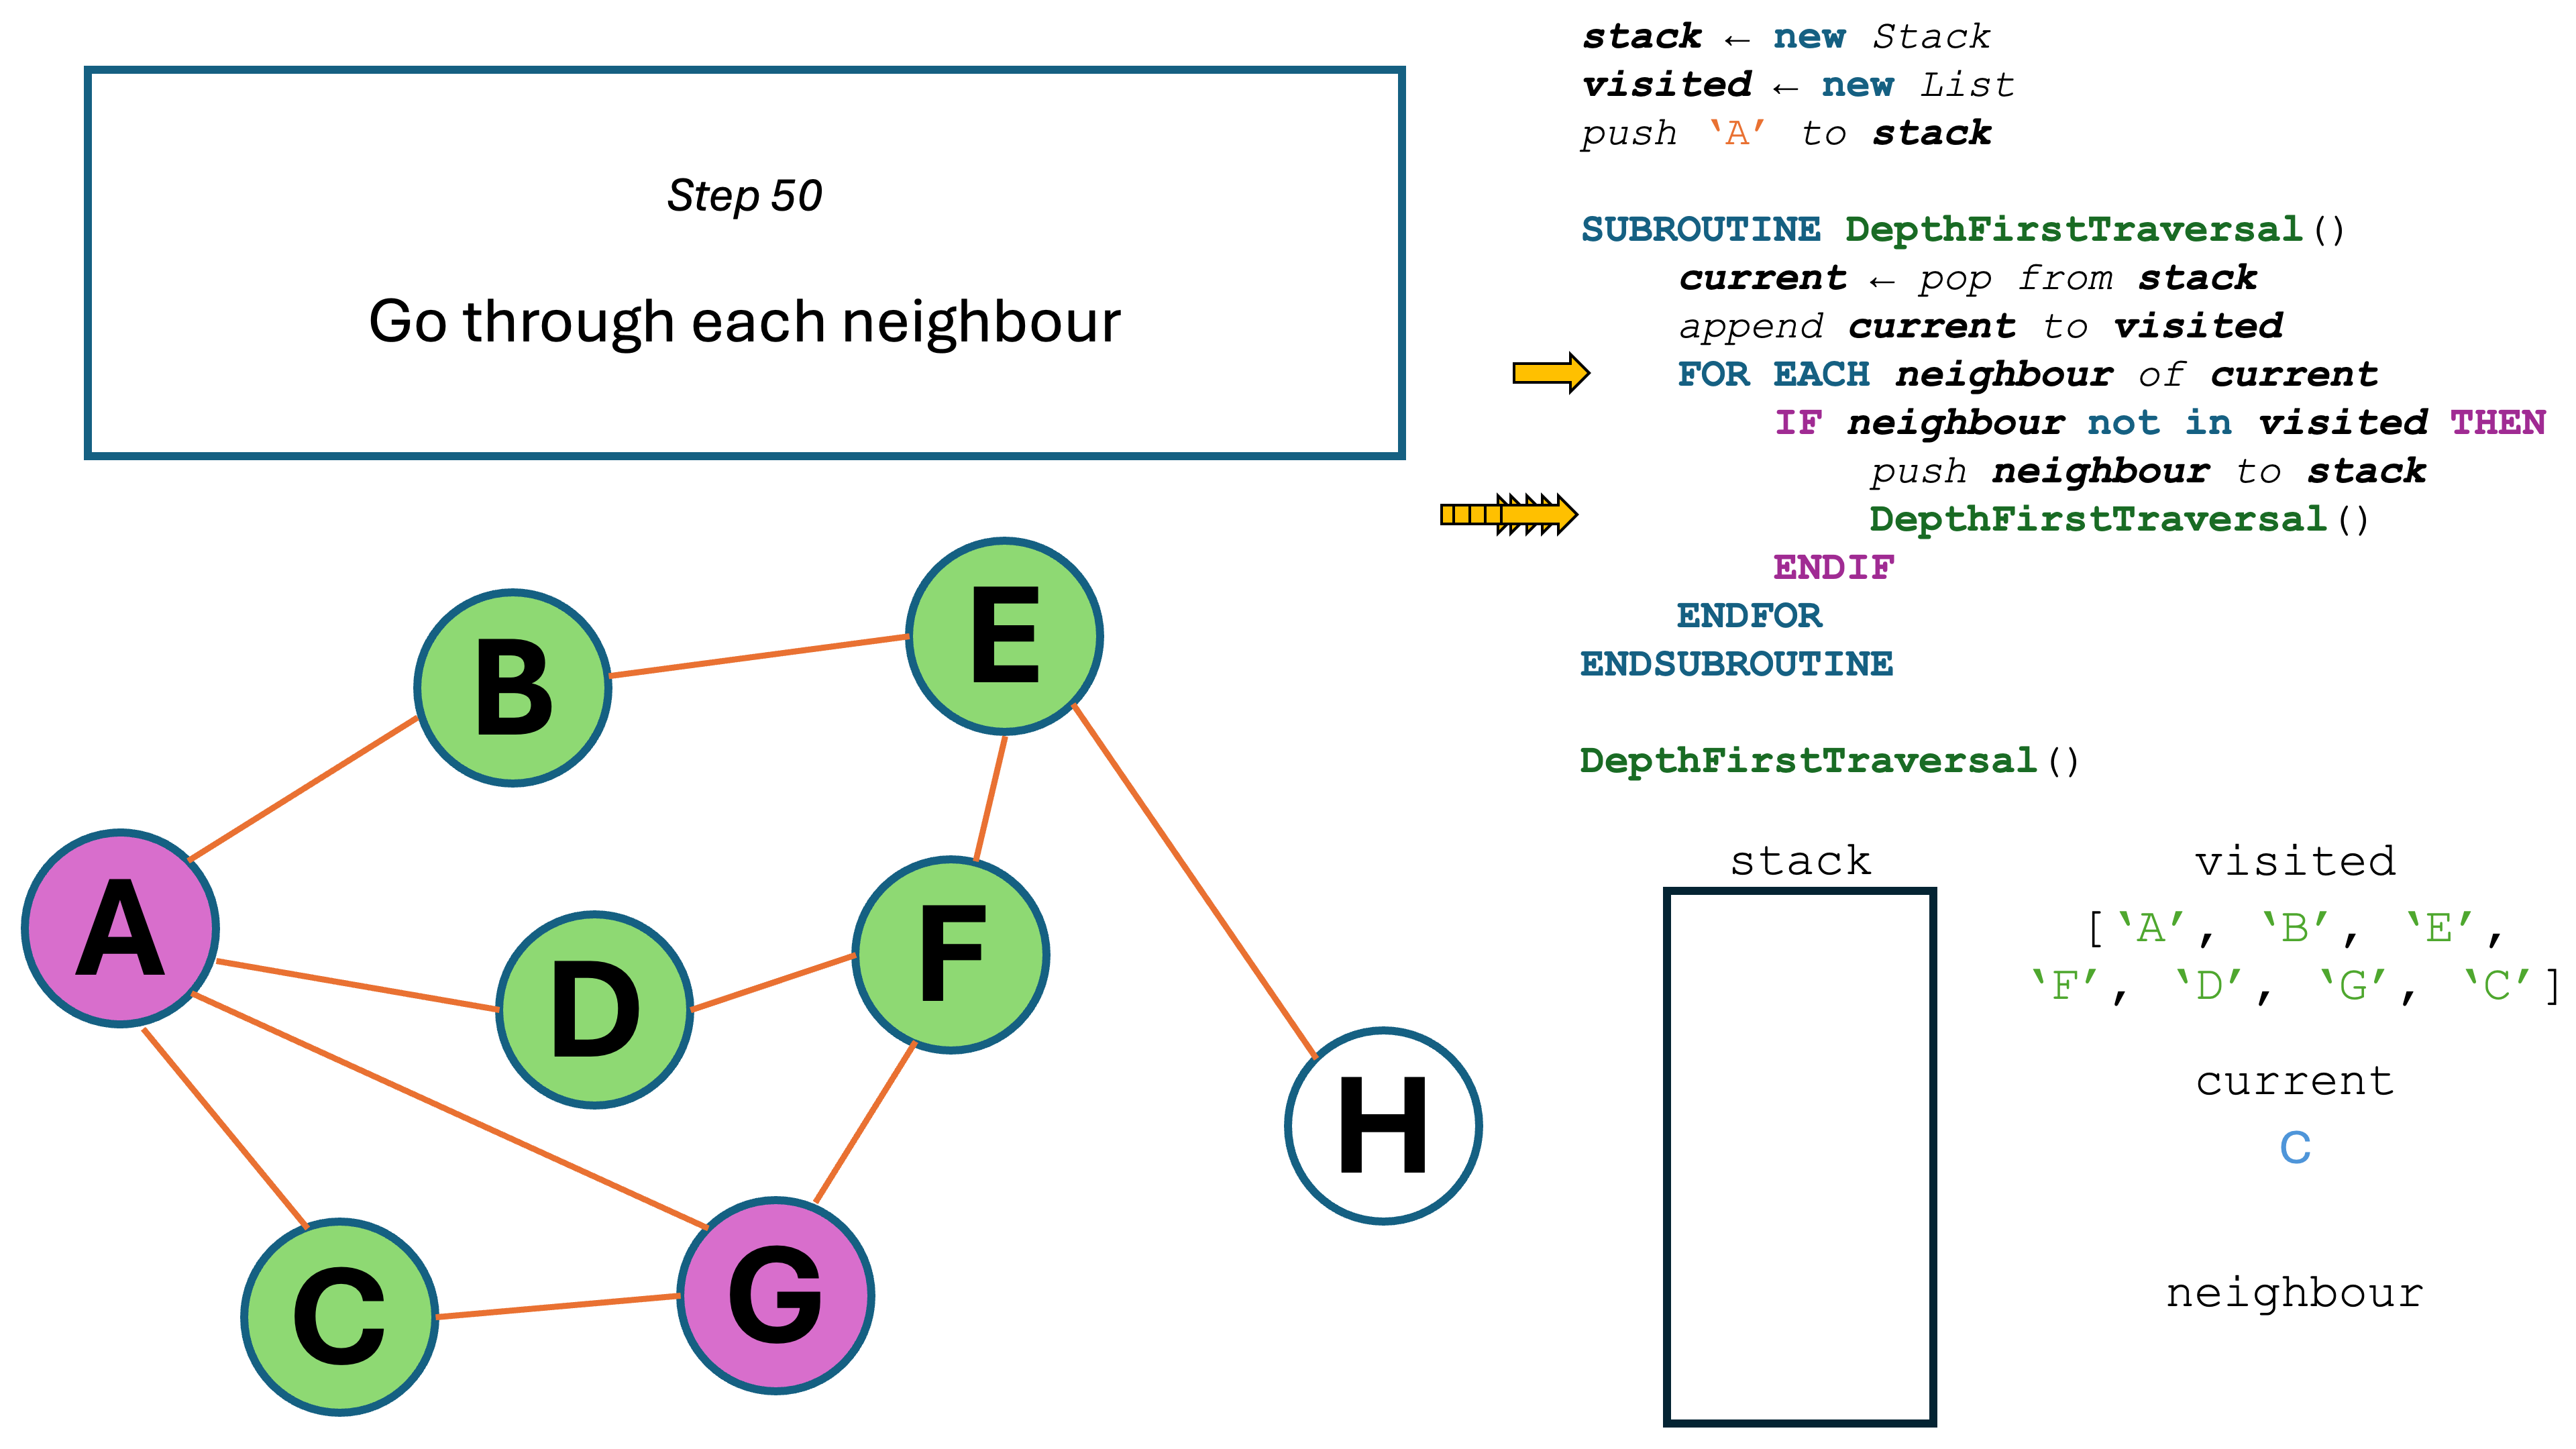 Step 50
Go through each neighbour
stack ← new Stack
visited ← new List
push ‘A’ to stack
SUBROUTINE DepthFirstTraversal()
current ← pop from stack
append current to visited
FOR EACH neighbour of current
IF neighbour not in visited THEN
push neighbour to stack
DepthFirstTraversal()
ENDIF
ENDFOR
ENDSUBROUTINE
DepthFirstTraversal()
B
E
A
D
F
C
G
H
stack
visited
[‘A’, ‘B’, ‘E’,
‘F’, ‘D’, ‘G’, ‘C’]
current
C
neighbour